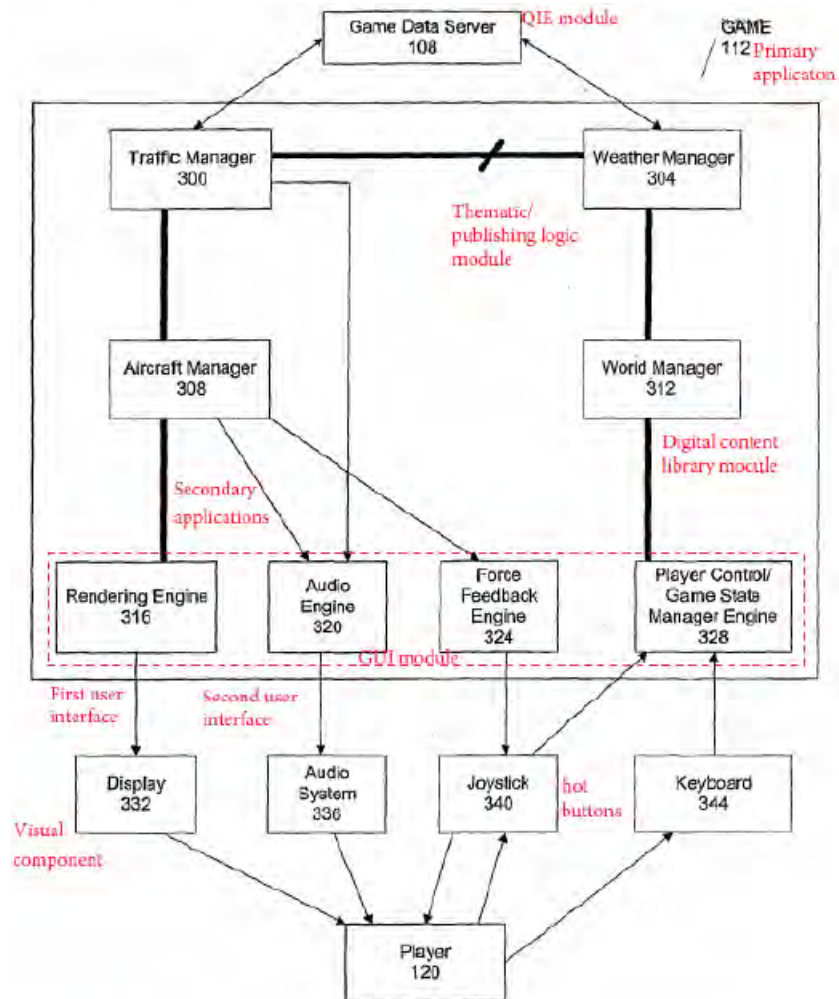 Game Data Server
108
QIE module
GAME
112
Primary
applicaton
Traffic Manager
300
Weather Manager
304
Thematic/
publishing logic
module
Aircraft Manager
308
World Manager
312
Digital content
library mocule
Secondary
applications
Rendering Engine
316
Audio
Engine
320
Force
Feedback
Engine
324
Player Control/
Game State
Manager Engine
328
GUI module
First user
interface
Second user
interface
Display
332
Audio
System
336
Joystick
340
hot
buttons
Keyboard
344
Visual
component
Player
120